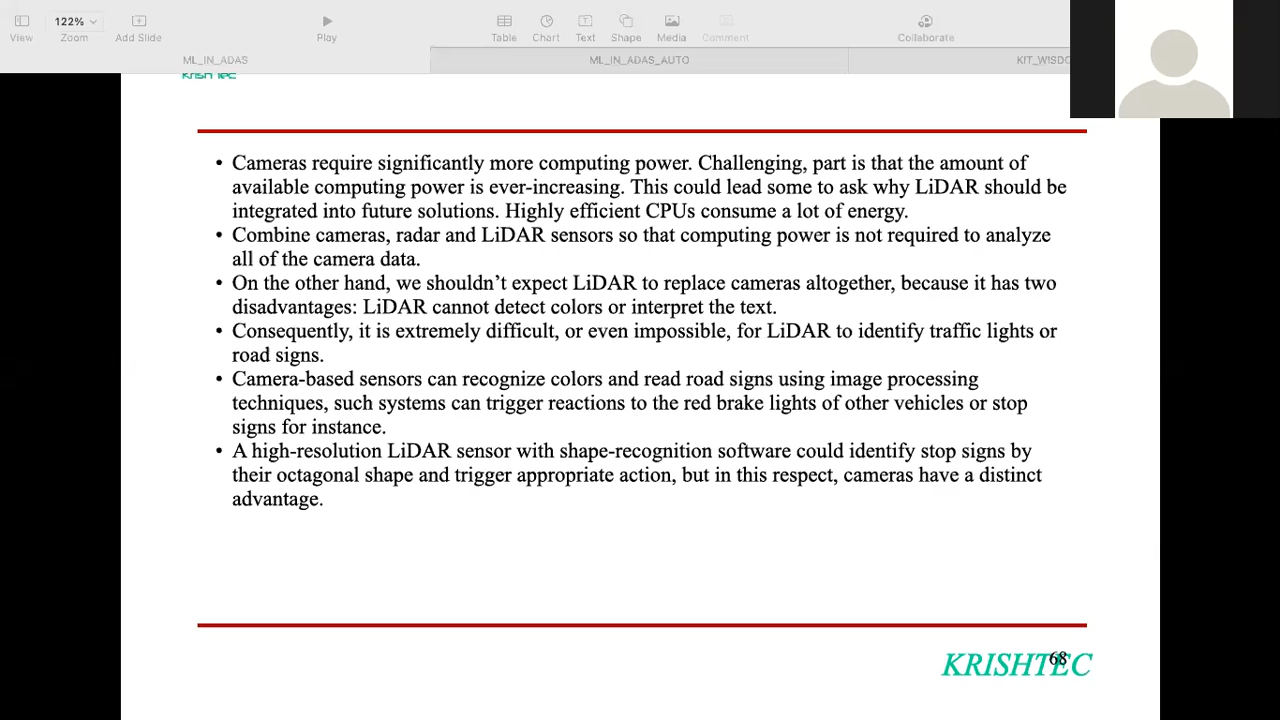 122%
View
Zoom
Add Slide
Play
Table
Chart
Text
Shape
Media
Comment
Collaborate
ML_IN_ADAS
ML_IN_ADAS_AUTO
KIT_WISDO
• Cameras require significantly more computing power. Challenging, part is that the amount of
available computing power is ever-increasing. This could lead some to ask why LiDAR should be
integrated into future solutions. Highly efficient CPUs consume a lot of energy.
• Combine cameras, radar and LiDAR sensors so that computing power is not required to analyze
all of the camera data.
• On the other hand, we shouldn’t expect LiDAR to replace cameras altogether, because it has two
disadvantages: LiDAR cannot detect colors or interpret the text.
• Consequently, it is extremely difficult, or even impossible, for LiDAR to identify traffic lights or
road signs.
• Camera-based sensors can recognize colors and read road signs using image processing
techniques, such systems can trigger reactions to the red brake lights of other vehicles or stop
signs for instance.
• A high-resolution LiDAR sensor with shape-recognition software could identify stop signs by
their octagonal shape and trigger appropriate action, but in this respect, cameras have a distinct
advantage.
KRISHTEC
68